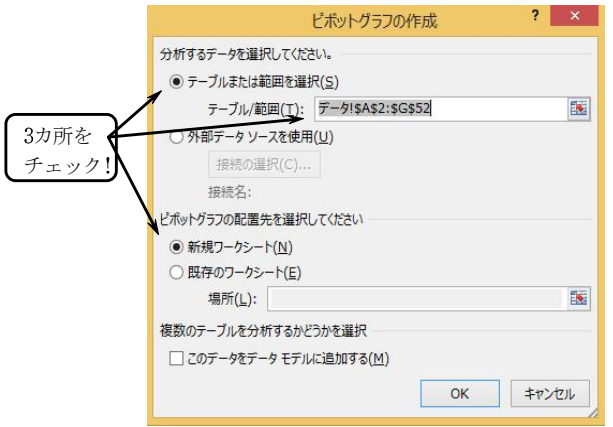 ピボットグラフの作成
? ×
分析するデータを選択してください。
テーブルまたは範囲を選択(S)
テーブル/範囲(T): データ!$A$2:$G$52
外部データ ソースを使用(U)
接続の選択(C)...
接続名:
ピボットグラフの配置先を選択してください
新規ワークシート(N)
既存のワークシート(E)
場所(L):
複数のテーブルを分析するかどうかを選択
このデータをデータ モデルに追加する(M)
OK キャンセル
3カ所を
チェック!